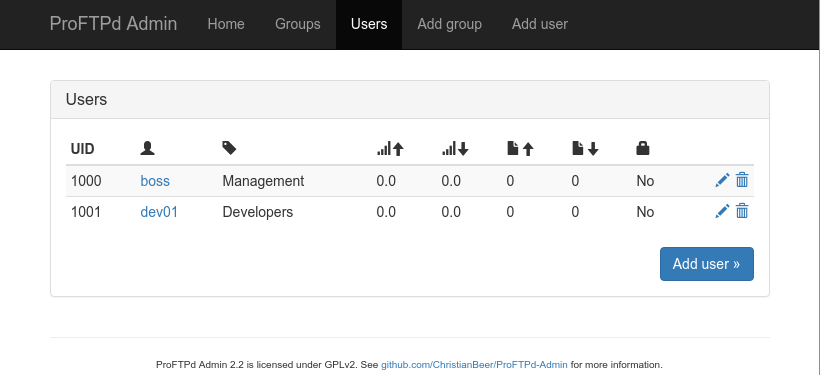 ProFTPd Admin Home Groups Users Add group Add user
Users
UID
1000 boss Management 0.0 0.0 0 0 No
1001 dev01 Developers 0.0 0.0 0 0 No
Add user »
ProFTPd Admin 2.2 is licensed under GPLv2. See github.com/ChristianBeer/ProFTPd-Admin for more information.